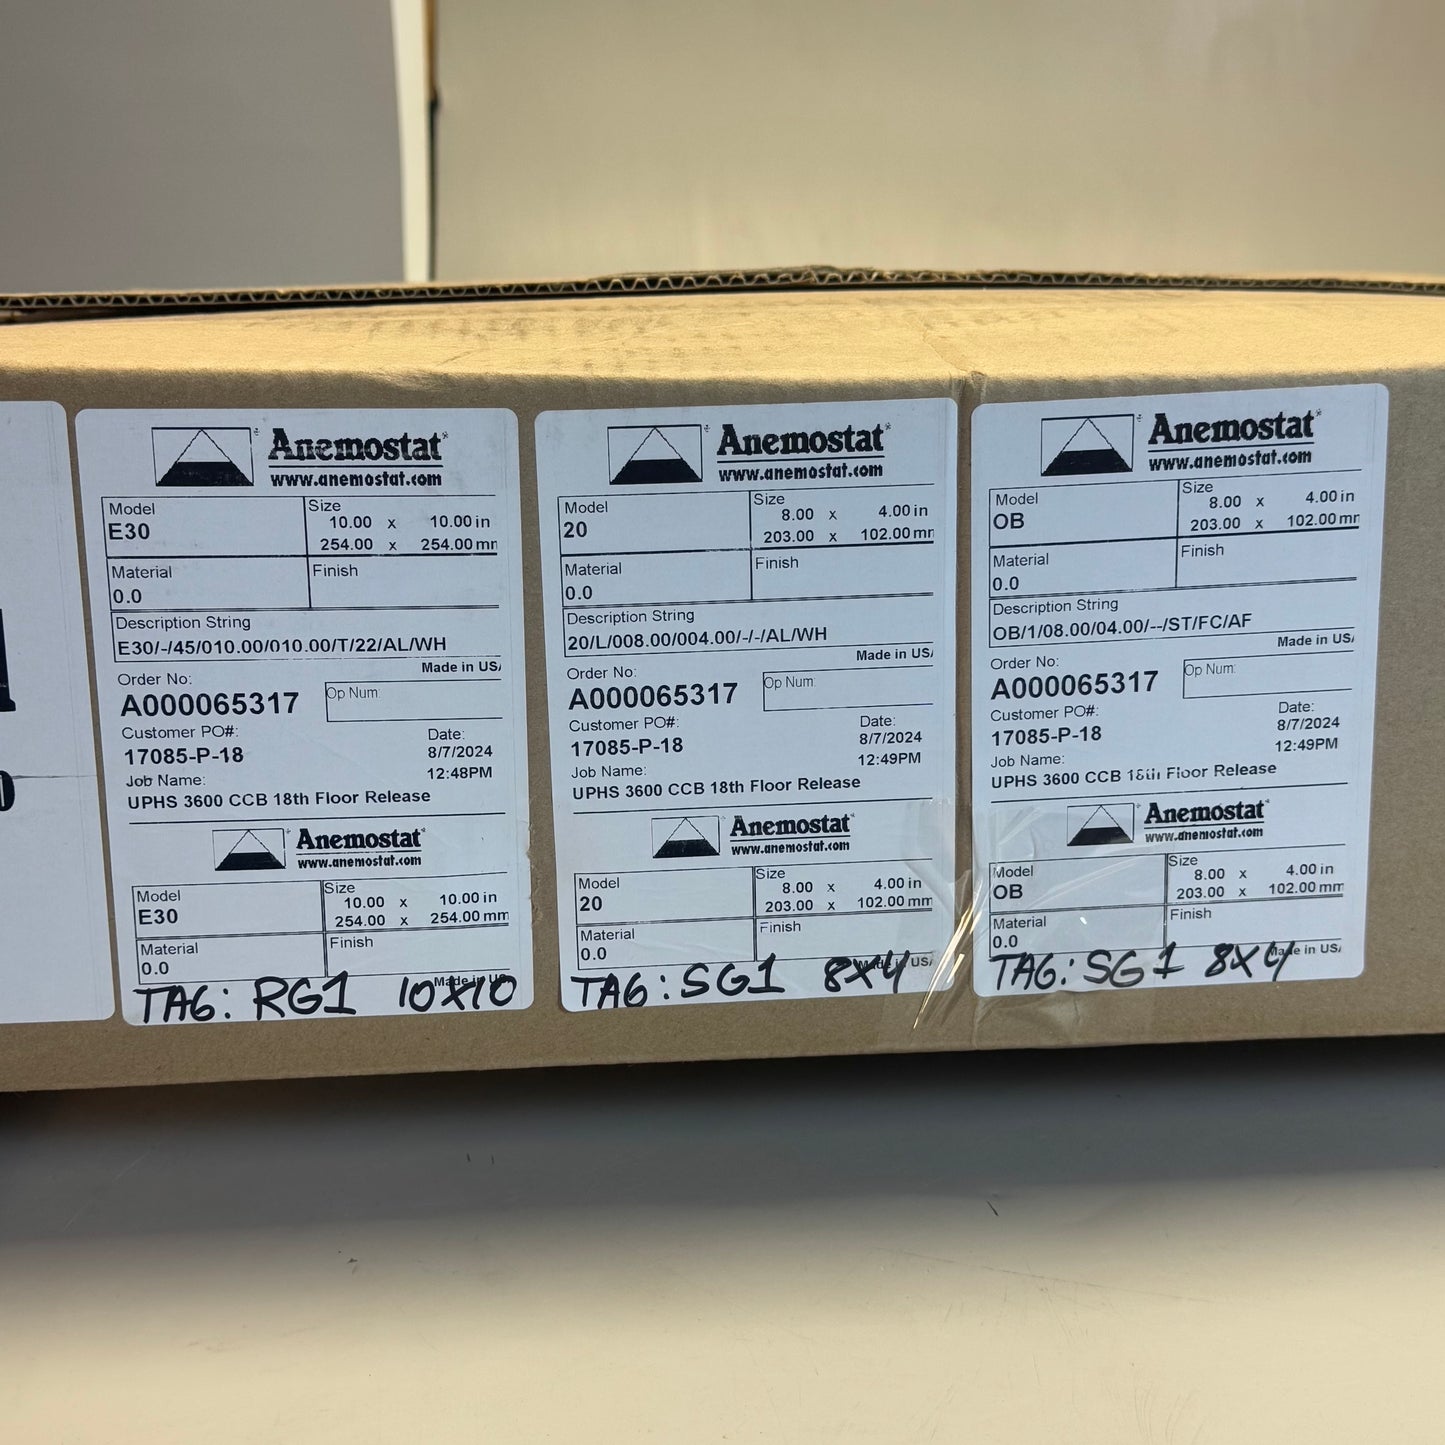 Anemostat
www.anemostat.com
Model
E30
Size
10.00 x 10.00 in
254.00 x 254.00 mm
Material
0.0
Finish
Description String
E30/-/45/010.00/010.00/T/22/AL/WH
Made in USA
Order No:
A000065317
Op Num:
Customer PO#:
17085-P-18
Date:
8/7/2024
12:48PM
Job Name:
UPHS 3600 CCB 18th Floor Release
Anemostat
www.anemostat.com
Model
E30
Size
10.00 x 10.00 in
254.00 x 254.00 mm
Material
0.0
Finish
Made in US
TAG: RG1 10X10
Anemostat
www.anemostat.com
Model
20
Size
8.00 x 4.00 in
203.00 x 102.00 mm
Material
0.0
Finish
Description String
20/L/008.00/004.00/-/-/AL/WH
Made in USA
Order No:
A000065317
Op Num:
Customer PO#:
17085-P-18
Date:
8/7/2024
12:49PM
Job Name:
UPHS 3600 CCB 18th Floor Release
Anemostat
www.anemostat.com
Model
20
Size
8.00 x 4.00 in
203.00 x 102.00 mm
Material
0.0
Finish
Made in USA
TAG: SG1 8X4
Anemostat
www.anemostat.com
Model
OB
Size
8.00 x 4.00 in
203.00 x 102.00 mm
Material
0.0
Finish
Description String
OB/1/08.00/04.00/--/ST/FC/AF
Made in USA
Order No:
A000065317
Op Num:
Customer PO#:
17085-P-18
Date:
8/7/2024
12:49PM
Job Name:
UPHS 3600 CCB 18th Floor Release
Anemostat
www.anemostat.com
Model
OB
Size
8.00 x 4.00 in
203.00 x 102.00 mm
Material
0.0
Finish
Made in USA
TAG: SG1 8X4